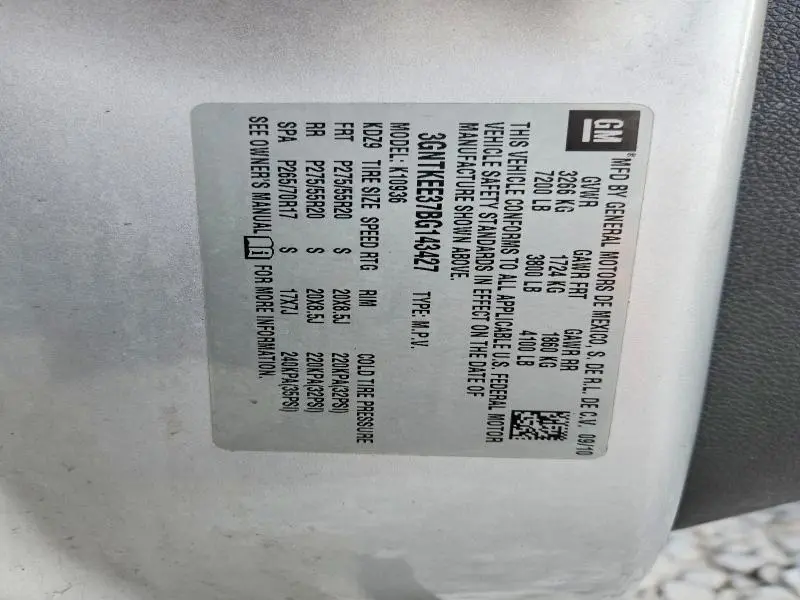 GM
MFD BY GENERAL MOTORS DE MEXICO, S. DE R.L. DE C.V. 09/10
GVWR GAWR FRT GAWR RR
3266 KG 1724 KG 1860 KG
7200 LB 3800 LB 4100 LB
THIS VEHICLE CONFORMS TO ALL APPLICABLE U.S. FEDERAL MOTOR
VEHICLE SAFETY STANDARDS IN EFFECT ON THE DATE OF
MANUFACTURE SHOWN ABOVE.
3GNTKEE37BG143427 TYPE: M.P.V.
MODEL: K10936
KDZ9 TIRE SIZE SPEED RTG RIM COLD TIRE PRESSURE
FRT P275/55R20 S 20X8.5J 220KPA(32PSI)
RR P275/55R20 S 20X8.5J 220KPA(32PSI)
SPA P265/70R17 S 17X7J 240KPA(35PSI)
SEE OWNER'S MANUAL FOR MORE INFORMATION.